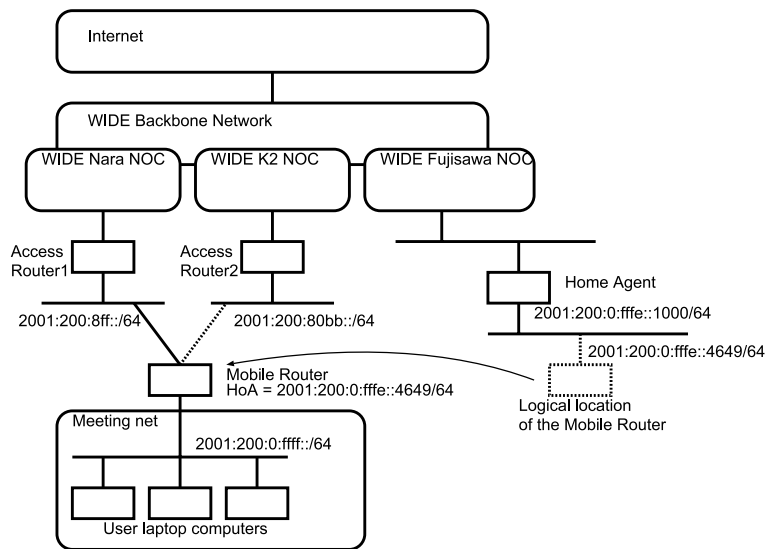 Internet
WIDE Backbone Network
WIDE Nara NOC
WIDE K2 NOC
WIDE Fujisawa NOC
Access
Router1
Access
Router2
Home Agent
2001:200:8ff::/64
2001:200:80bb::/64
2001:200:0:fffe::1000/64
2001:200:0:fffe::4649/64
Mobile Router
HoA = 2001:200:0:fffe::4649/64
Logical location
of the Mobile Router
Meeting net
2001:200:0:ffff::/64
User laptop computers